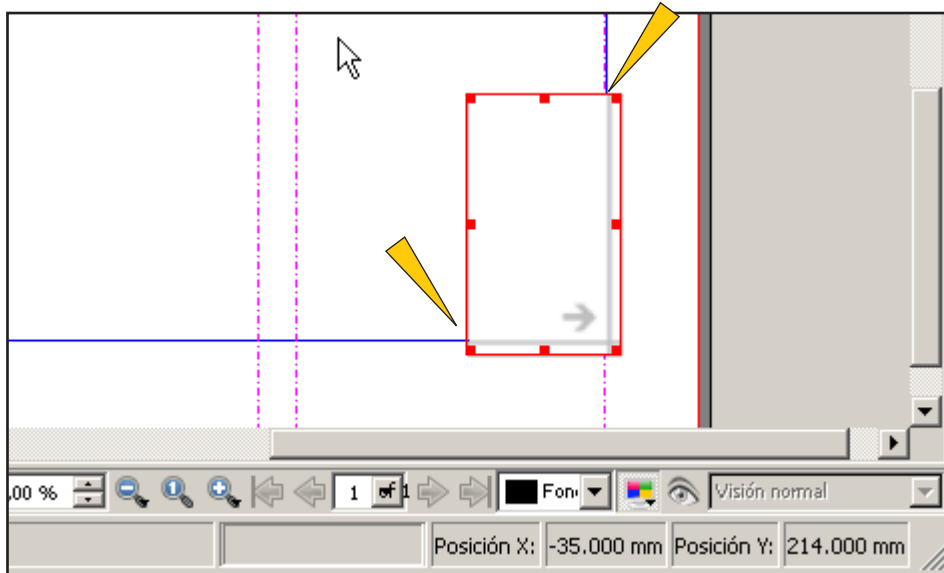 ,00 % 1 of 1 Fon Visión normal
Posición X: -35.000 mm Posición Y: 214.000 mm